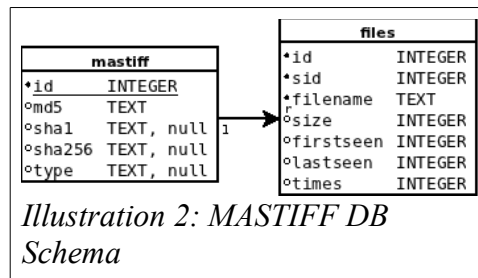 mastiff
id INTEGER
md5 TEXT
sha1 TEXT, null
sha256 TEXT, null
type TEXT, null
1
r
files
id INTEGER
sid INTEGER
filename TEXT
size INTEGER
firstseen INTEGER
lastseen INTEGER
times INTEGER
Illustration 2: MASTIFF DB
Schema